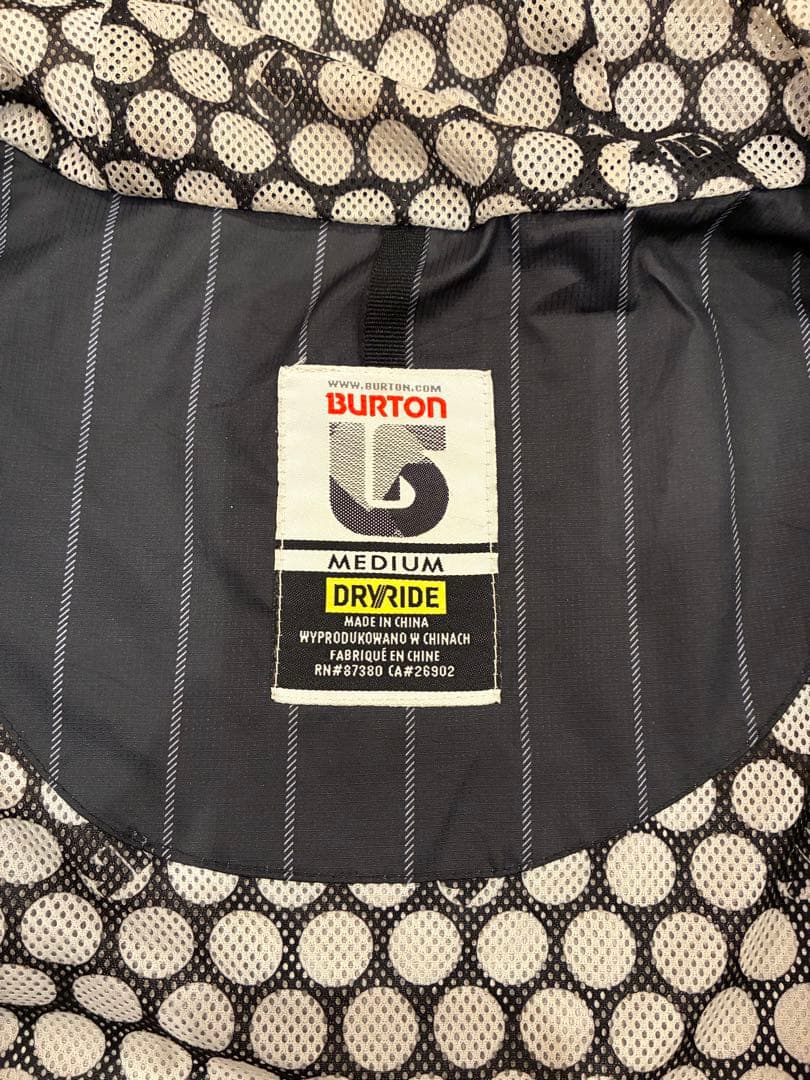 WWW.BURTON.COM
BURTON
MEDIUM
DRYRIDE
MADE IN CHINA
WYPRODUKOWANO W CHINACH
FABRIQUÉ EN CHINE
RN#87380 CA#26902